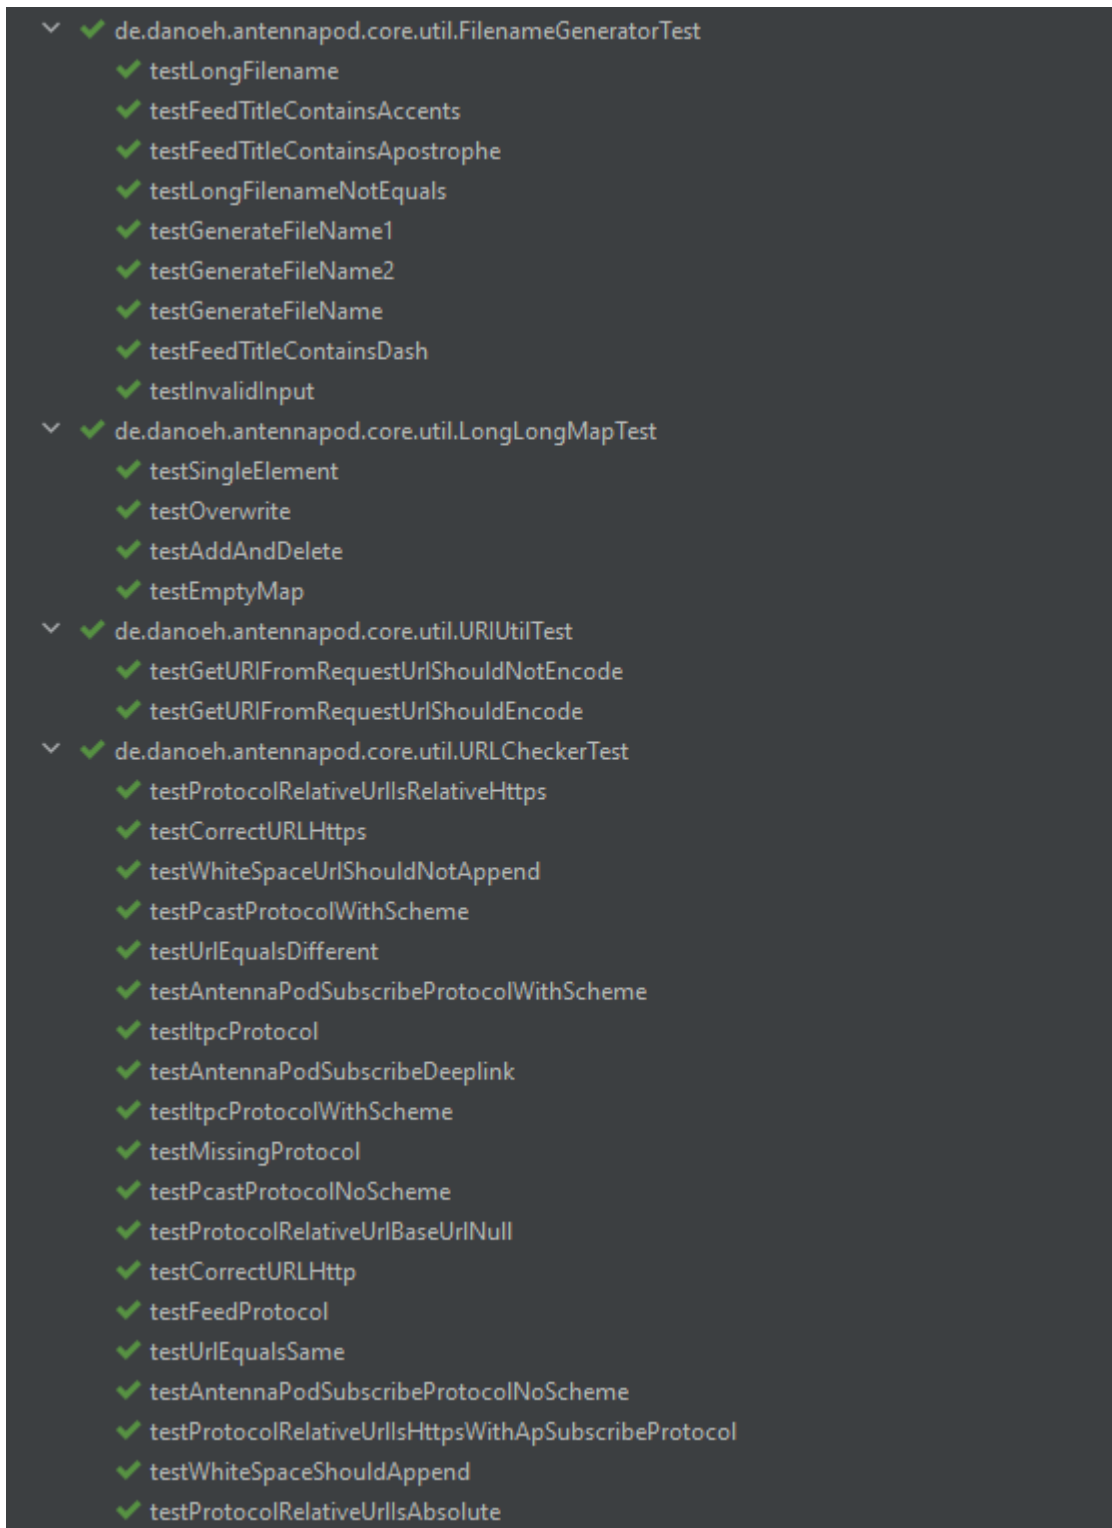 de.danoeh.antennapod.core.util.FilenameGeneratorTest
testLongFilename
testFeedTitleContainsAccents
testFeedTitleContainsApostrophe
testLongFilenameNotEquals
testGenerateFileName1
testGenerateFileName2
testGenerateFileName
testFeedTitleContainsDash
testInvalidInput
de.danoeh.antennapod.core.util.LongLongMapTest
testSingleElement
testOverwrite
testAddAndDelete
testEmptyMap
de.danoeh.antennapod.core.util.URIUtilTest
testGetURIFromRequestUrlShouldNotEncode
testGetURIFromRequestUrlShouldEncode
de.danoeh.antennapod.core.util.URLCheckerTest
testProtocolRelativeUrlIsRelativeHttps
testCorrectURLHttps
testWhiteSpaceUrlShouldNotAppend
testPcastProtocolWithScheme
testUrlEqualsDifferent
testAntennaPodSubscribeProtocolWithScheme
testItpcProtocol
testAntennaPodSubscribeDeeplink
testItpcProtocolWithScheme
testMissingProtocol
testPcastProtocolNoScheme
testProtocolRelativeUrlBaseUrlNull
testCorrectURLHttp
testFeedProtocol
testUrlEqualsSame
testAntennaPodSubscribeProtocolNoScheme
testProtocolRelativeUrlIsHttpsWithApSubscribeProtocol
testWhiteSpaceShouldAppend
testProtocolRelativeUrlIsAbsolute